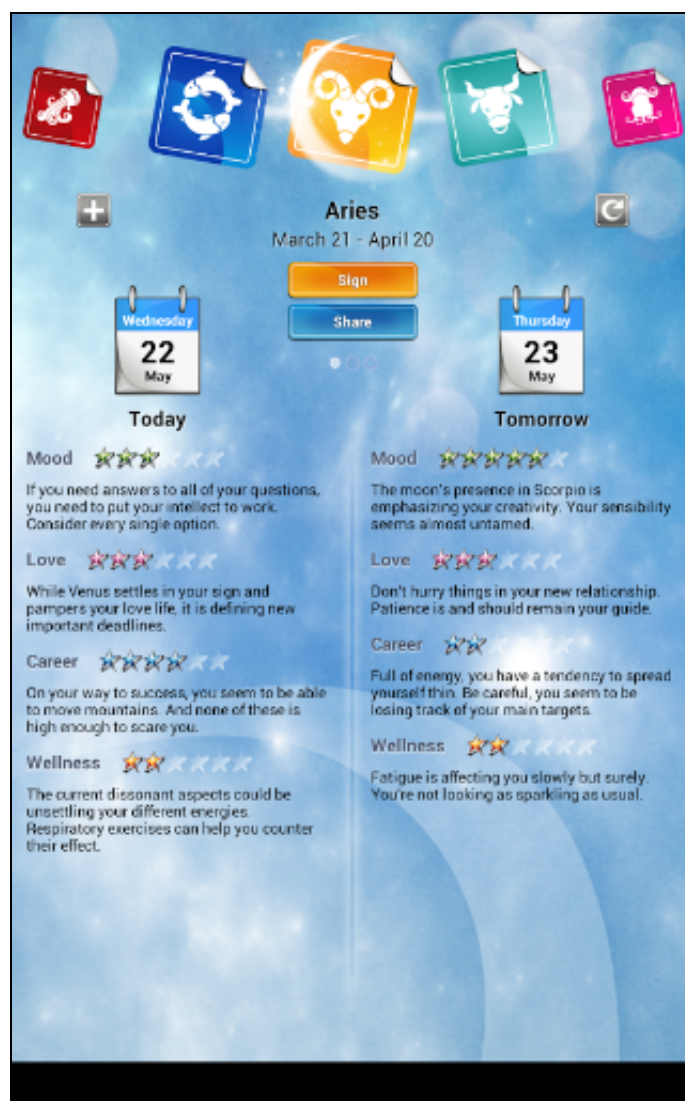 Aries
March 21 - April 20
Sign
Share
Wednesday
22
May
Today
Mood
If you need answers to all of your questions,
you need to put your intellect to work.
Consider every single option.
Love
While Venus settles in your sign and
pampers your love life, it is defining new
important deadlines.
Career
On your way to success, you seem to be able
to move mountains. And none of these is
high enough to scare you.
Wellness
The current dissonant aspects could be
unsettling your different energies.
Respiratory exercises can help you counter
their effect.
Thursday
23
May
Tomorrow
Mood
The moon's presence in Scorpio is
emphasizing your creativity. Your sensibility
seems almost untamed.
Love
Don't hurry things in your new relationship.
Patience is and should remain your guide.
Career
Full of energy, you have a tendency to spread
yourself thin. Be careful, you seem to be
losing track of your main targets.
Wellness
Fatigue is affecting you slowly but surely.
You're not looking as sparkling as usual.